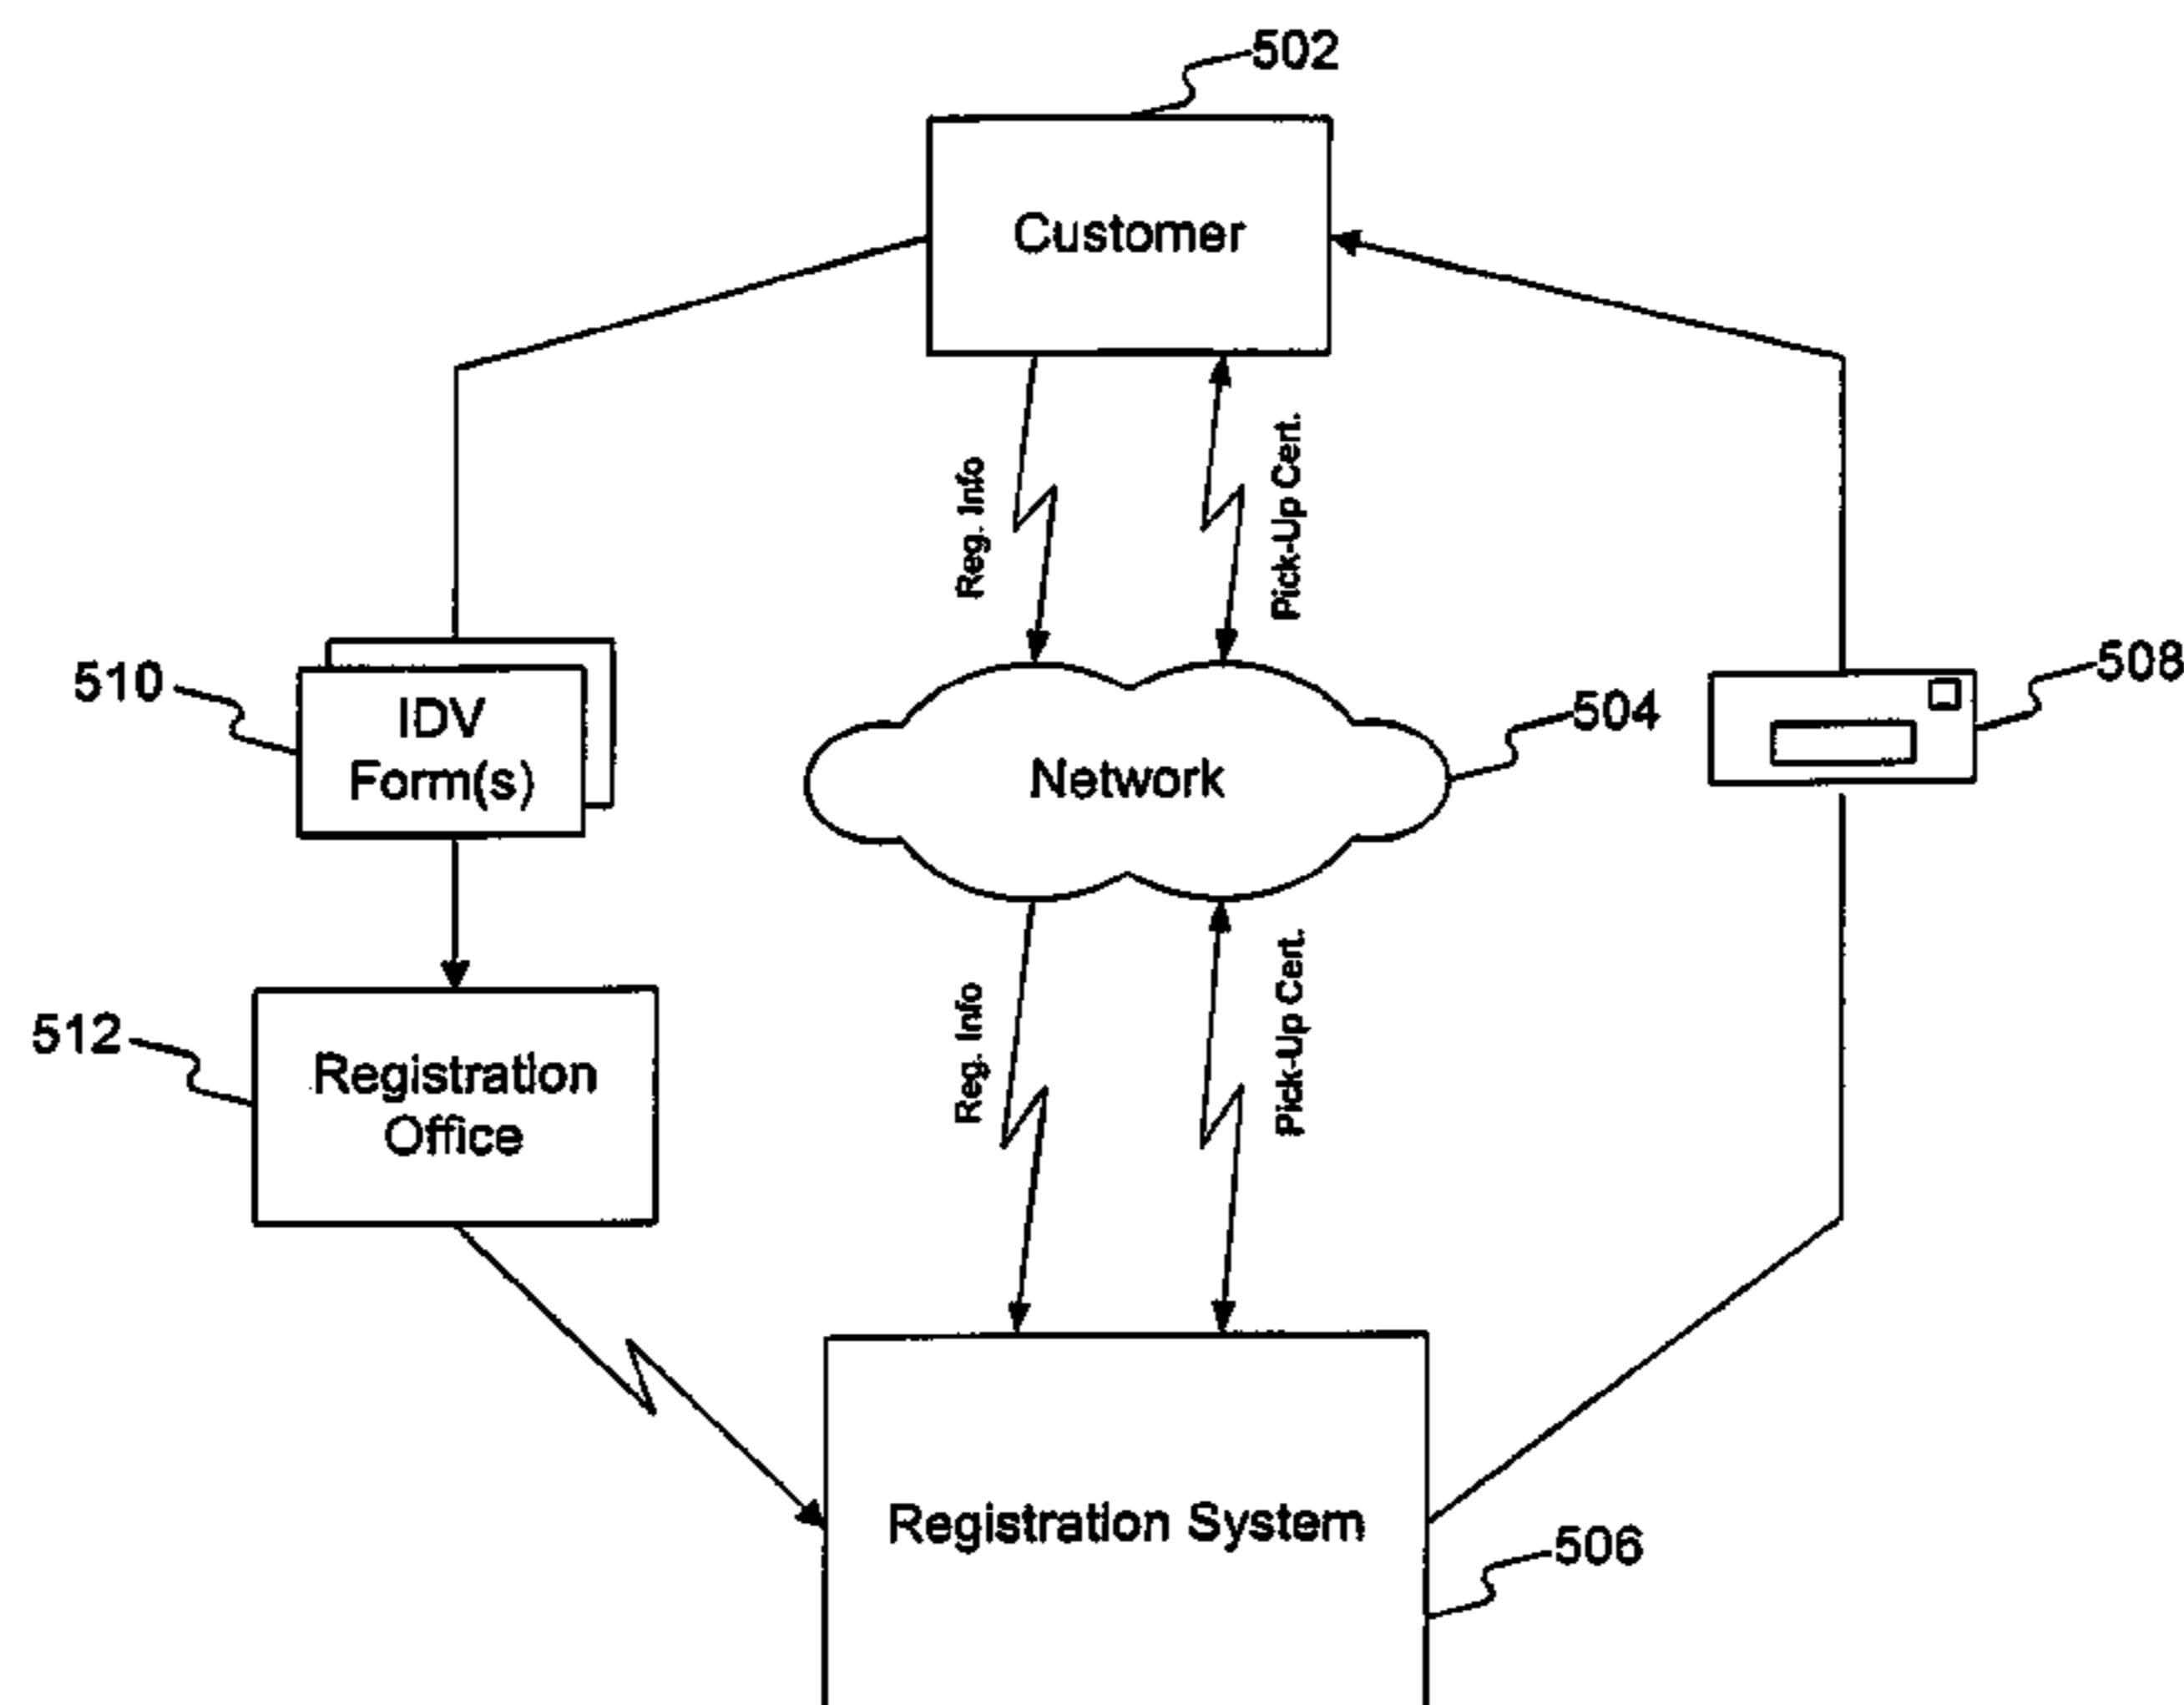 502
Customer
Reg. Info
Pick-Up Cert.
510
IDV
Form(s)
Network
504
508
512
Registration
Office
Reg. Info
Pick-Up Cert.
Registration System
506